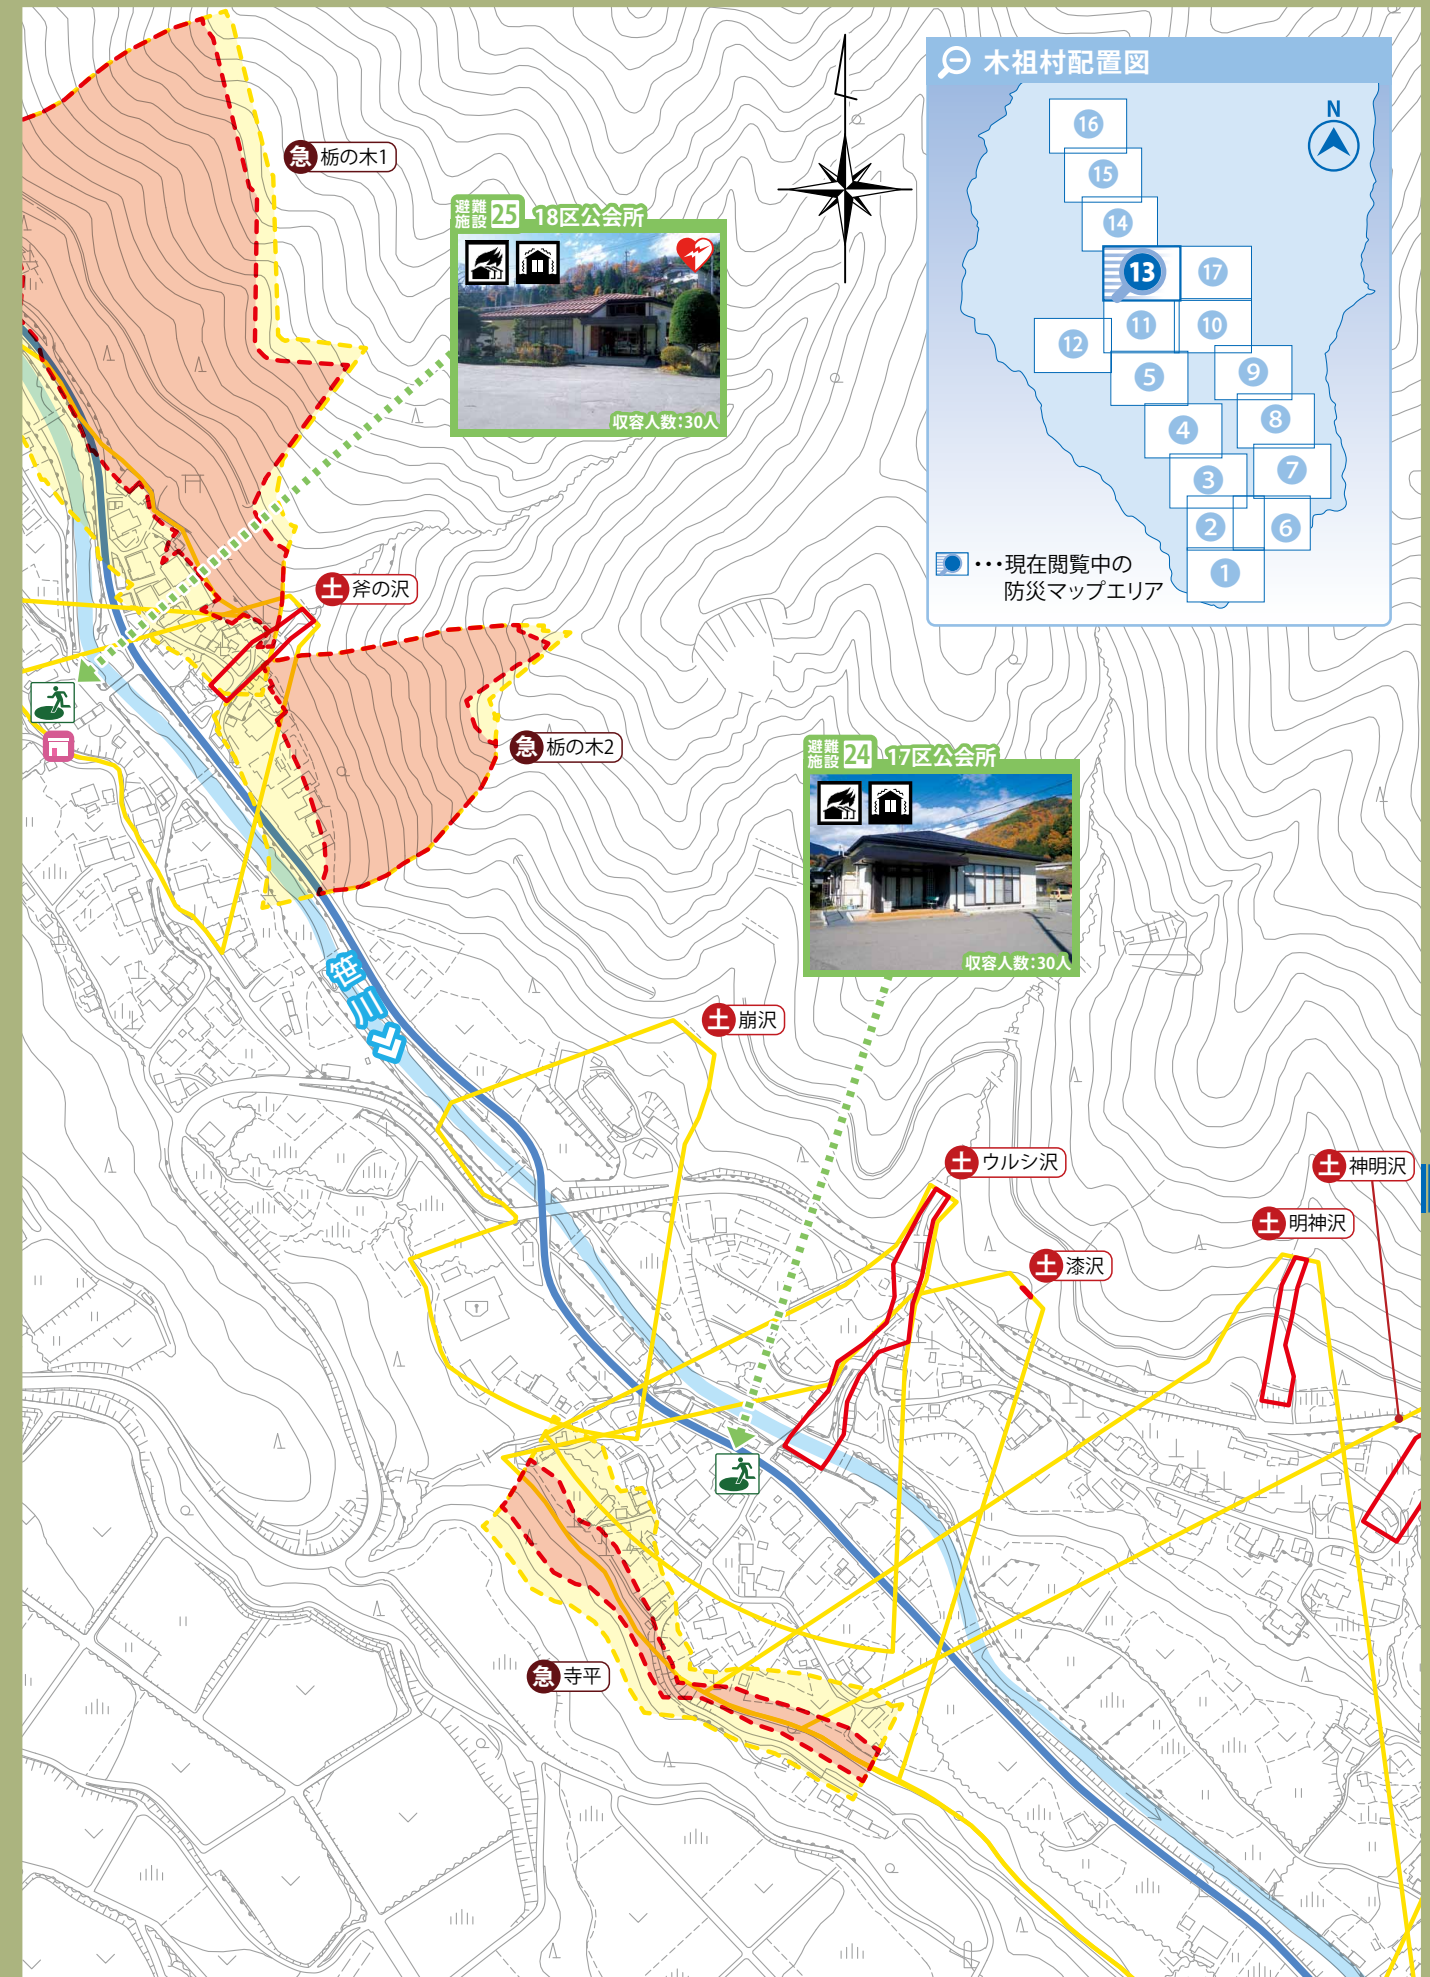 木祖村配置図
N
16
15
14
13
17
11
10
12
5
9
4
8
3
7
2
6
1
・・・現在閲覧中の
防災マップエリア
急 栃の木1
避難
施設 25 18区公会所
収容人数：30人
土 斧の沢
急 栃の木2
避難
施設 24 17区公会所
収容人数：30人
笹川
土 崩沢
土 ウルシ沢
土 神明沢
土 明神沢
土 漆沢
急 寺平